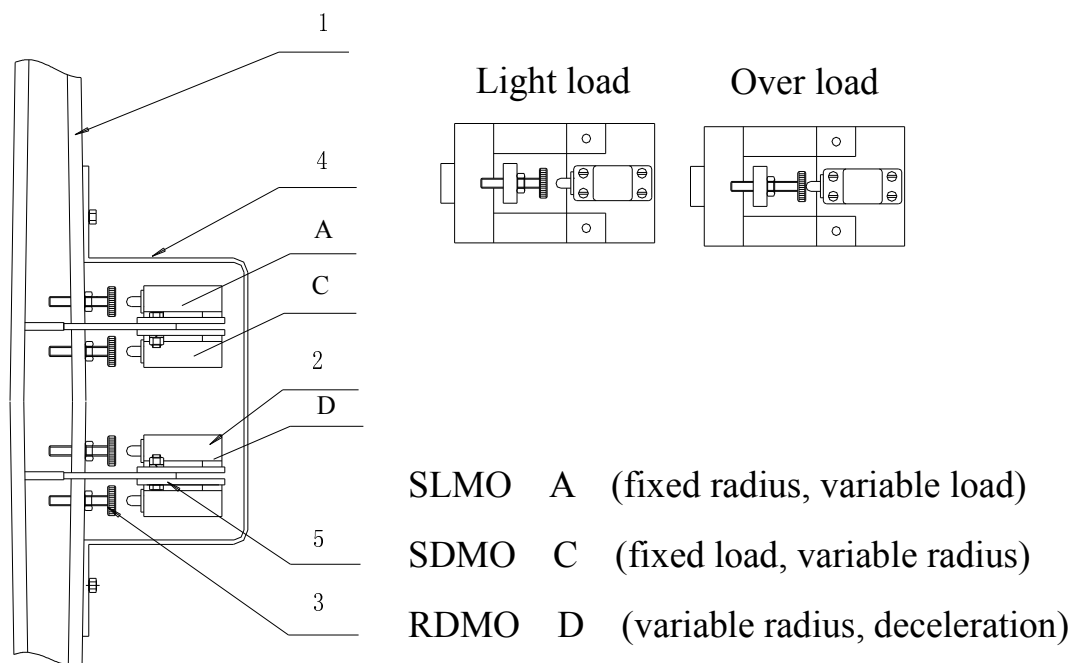 1
Light load
Over load
4
A
C
2
D
SLMO A (fixed radius, variable load)
5
SDMO C (fixed load, variable radius)
3
RDMO D (variable radius, deceleration)